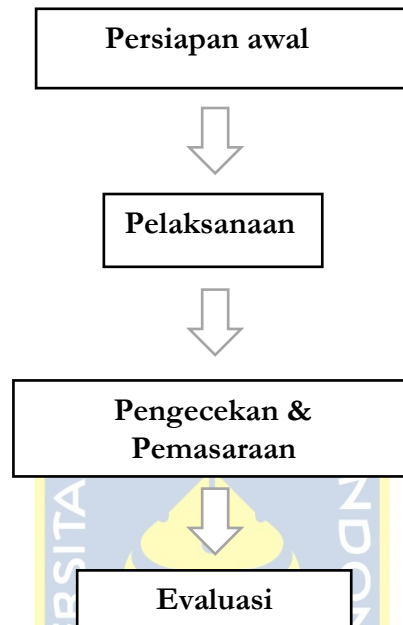 Persiapan awal
Pelaksanaan
Pengecekan &
Pemasaraan
Evaluasi